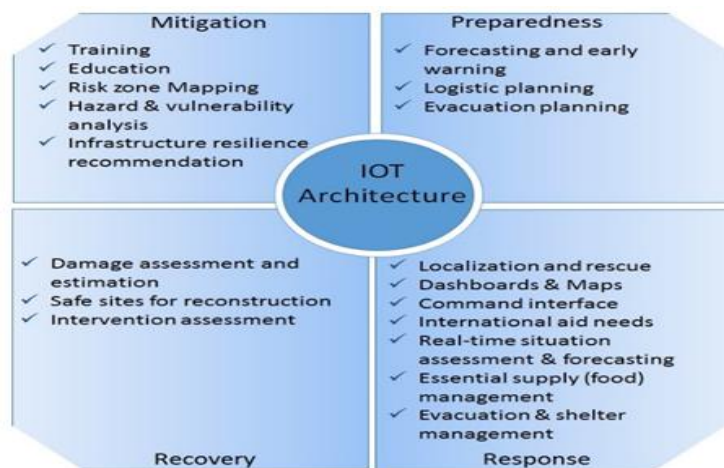 Mitigation
✓ Training
✓ Education
✓ Risk zone Mapping
✓ Hazard & vulnerability
analysis
✓ Infrastructure resilience
recommendation
Preparedness
✓ Forecasting and early
warning
✓ Logistic planning
✓ Evacuation planning
IOT
Architecture
✓ Damage assessment and
estimation
✓ Safe sites for reconstruction
✓ Intervention assessment
Recovery
✓ Localization and rescue
✓ Dashboards & Maps
✓ Command interface
✓ International aid needs
✓ Real-time situation
assessment & forecasting
✓ Essential supply (food)
management
✓ Evacuation & shelter
management
Response